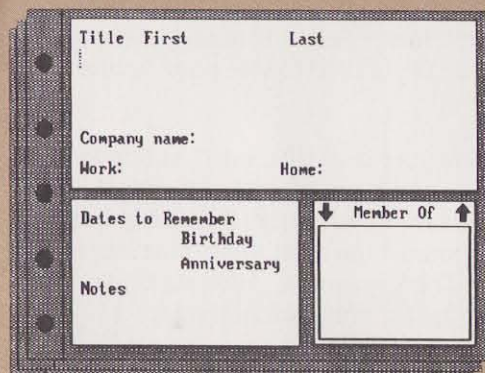 Title First Last
Company name:
Work: Home:
Dates to Remember
Birthday
Anniversary
Notes
Member Of